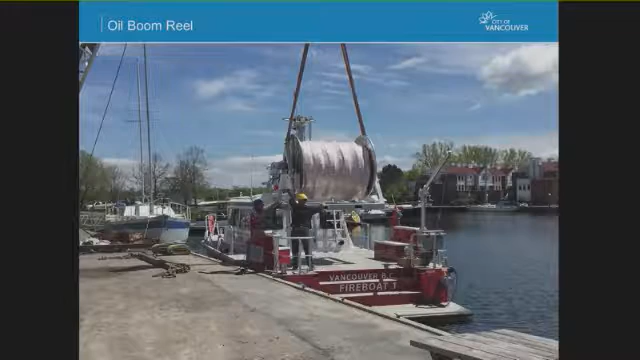 Oil Boom Reel
CITY OF
VANCOUVER
VANCOUVER B.C.
FIREBOAT 1